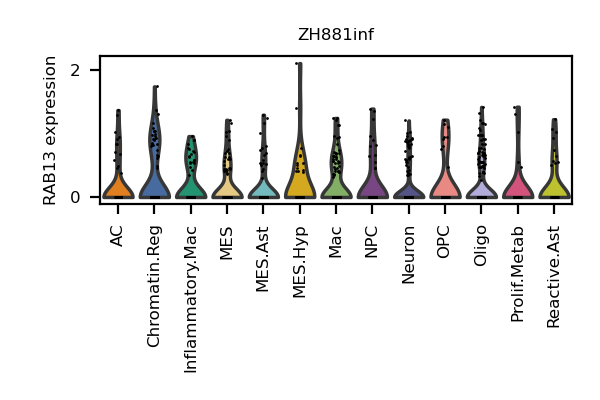 ZH881inf
RAB13 expression
2
0
AC
Chromatin.Reg
Inflammatory.Mac
MES
MES.Ast
MES.Hyp
Mac
NPC
Neuron
OPC
Oligo
Prolif.Metab
Reactive.Ast